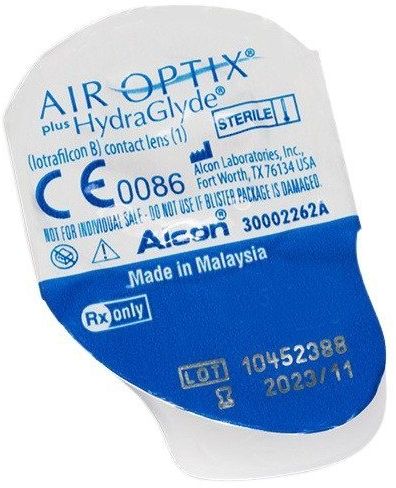 AIR OPTIX®
plus HydraGlyde®
(lotrafilcon B) contact lens (1)
STERILE
CE 0086
Alcon Laboratories, Inc.,
Fort Worth, TX 76134 USA
NOT FOR INDIVIDUAL SALE - DO NOT USE IF BLISTER PACKAGE IS DAMAGED.
Alcon 30002262A
Made in Malaysia
Rx only
LOT 10452388
2023/11